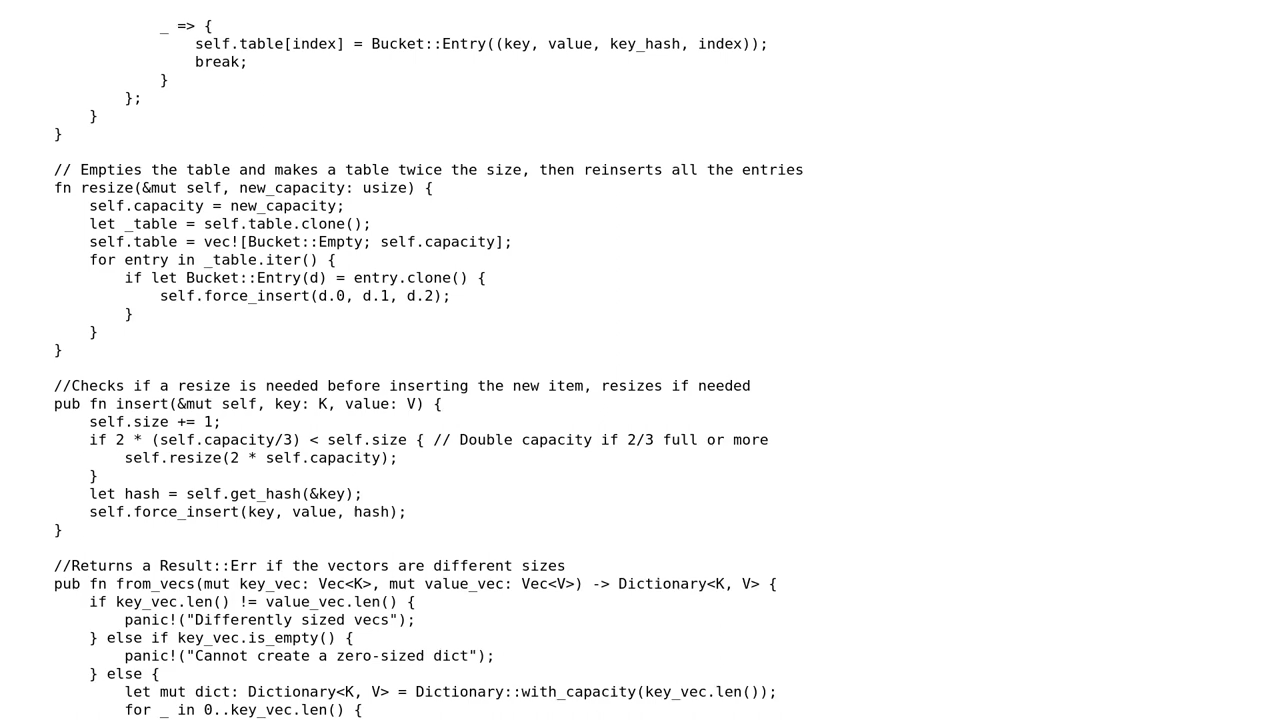 _ => {
                self.table[index] = Bucket::Entry((key, value, key_hash, index));
                break;
            }
        };
    }
}

// Empties the table and makes a table twice the size, then reinserts all the entries
fn resize(&mut self, new_capacity: usize) {
    self.capacity = new_capacity;
    let _table = self.table.clone();
    self.table = vec![Bucket::Empty; self.capacity];
    for entry in _table.iter() {
        if let Bucket::Entry(d) = entry.clone() {
            self.force_insert(d.0, d.1, d.2);
        }
    }
}

//Checks if a resize is needed before inserting the new item, resizes if needed
pub fn insert(&mut self, key: K, value: V) {
    self.size += 1;
    if 2 * (self.capacity/3) < self.size { // Double capacity if 2/3 full or more
        self.resize(2 * self.capacity);
    }
    let hash = self.get_hash(&key);
    self.force_insert(key, value, hash);
}

//Returns a Result::Err if the vectors are different sizes
pub fn from_vecs(mut key_vec: Vec<K>, mut value_vec: Vec<V>) -> Dictionary<K, V> {
    if key_vec.len() != value_vec.len() {
        panic!("Differently sized vecs");
    } else if key_vec.is_empty() {
        panic!("Cannot create a zero-sized dict");
    } else {
        let mut dict: Dictionary<K, V> = Dictionary::with_capacity(key_vec.len());
        for _ in 0..key_vec.len() {